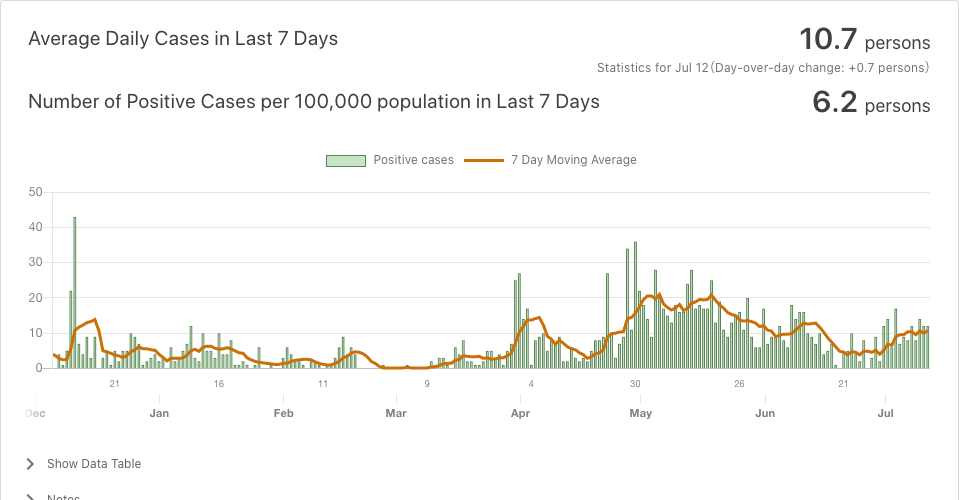 Average Daily Cases in Last 7 Days
10.7 persons
Statistics for Jul 12(Day-over-day change: +0.7 persons)
Number of Positive Cases per 100,000 population in Last 7 Days
6.2 persons
Positive cases 7 Day Moving Average
50
40
30
20
10
0
21 16 11 9 4 30 26 21
Dec Jan Feb Mar Apr May Jun Jul
Show Data Table
Notes